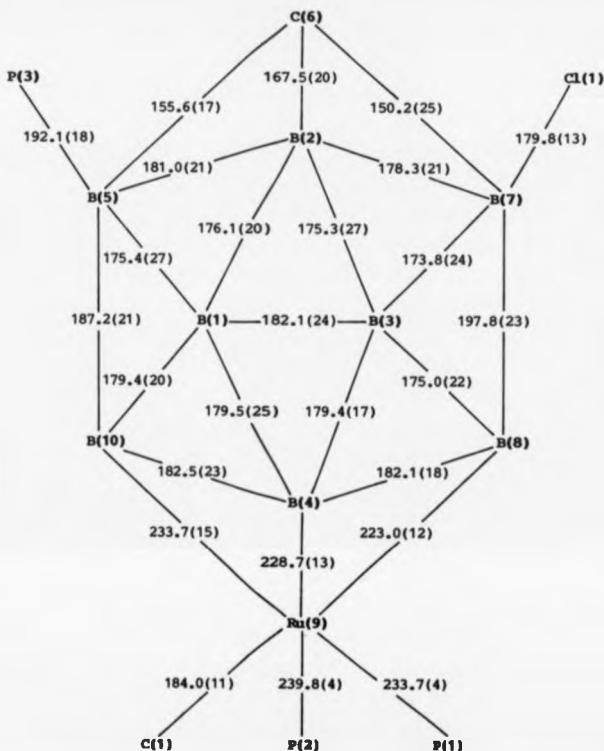 C(6)
P(3) Cl(1)
167.5(20)
155.6(17) 150.2(25)
192.1(18) B(2) 179.8(13)
181.0(21) 178.3(21)
B(5) B(7)
176.1(20) 175.3(27)
175.4(27) 173.8(24)
187.2(21) B(1) 182.1(24) B(3) 197.8(23)
179.4(20) 175.0(22)
179.5(25) 179.4(17)
B(10) B(8)
182.5(23) 182.1(18)
B(4)
233.7(15) 223.0(12)
228.7(13)
Ru(9)
184.0(11) 239.8(4) 233.7(4)
C(1) P(2) P(1)